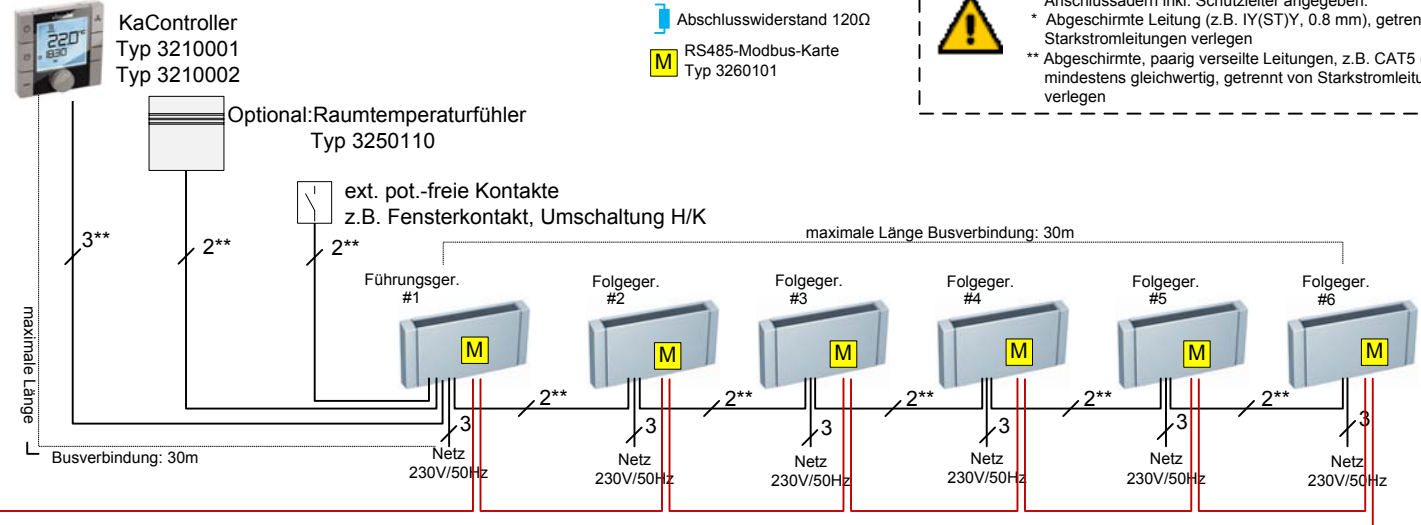 KaController
Typ 3210001
Typ 3210002
Abschlusswiderstand 120Ω
M
RS485-Modbus-Karte
Typ 3260101
Anschlussadern inkl. Schutzleiter angegeben.
* Abgeschirmte Leitung (z.B. IY(ST)Y, 0.8 mm),
Starkstromleitungen verlegen
** Abgeschirmte, paarig verseilte Leitungen, z.B. CAT5
mindestens gleichwertig, getrennt von
verlegen
Optional:Raumtemperaturfühler
Typ 3250110
ext. pot.-freie Kontakte
z.B. Fensterkontakt, Umschaltung H/K
3**
2**
2**
maximale Länge Busverbindung: 30m
Führungsger.
#1
Folgeger.
#2
Folgeger.
#3
Folgeger.
#4
Folgeger.
#5
Folgeger.
#6
M
M
M
M
M
M
2**
2**
2**
2**
2**
3
3
3
3
3
3
Netz
230V/50Hz
Netz
230V/50Hz
Netz
230V/50Hz
Netz
230V/50Hz
Netz
230V/50Hz
Netz
230V/50Hz
maximale Länge
Busverbindung: 30m